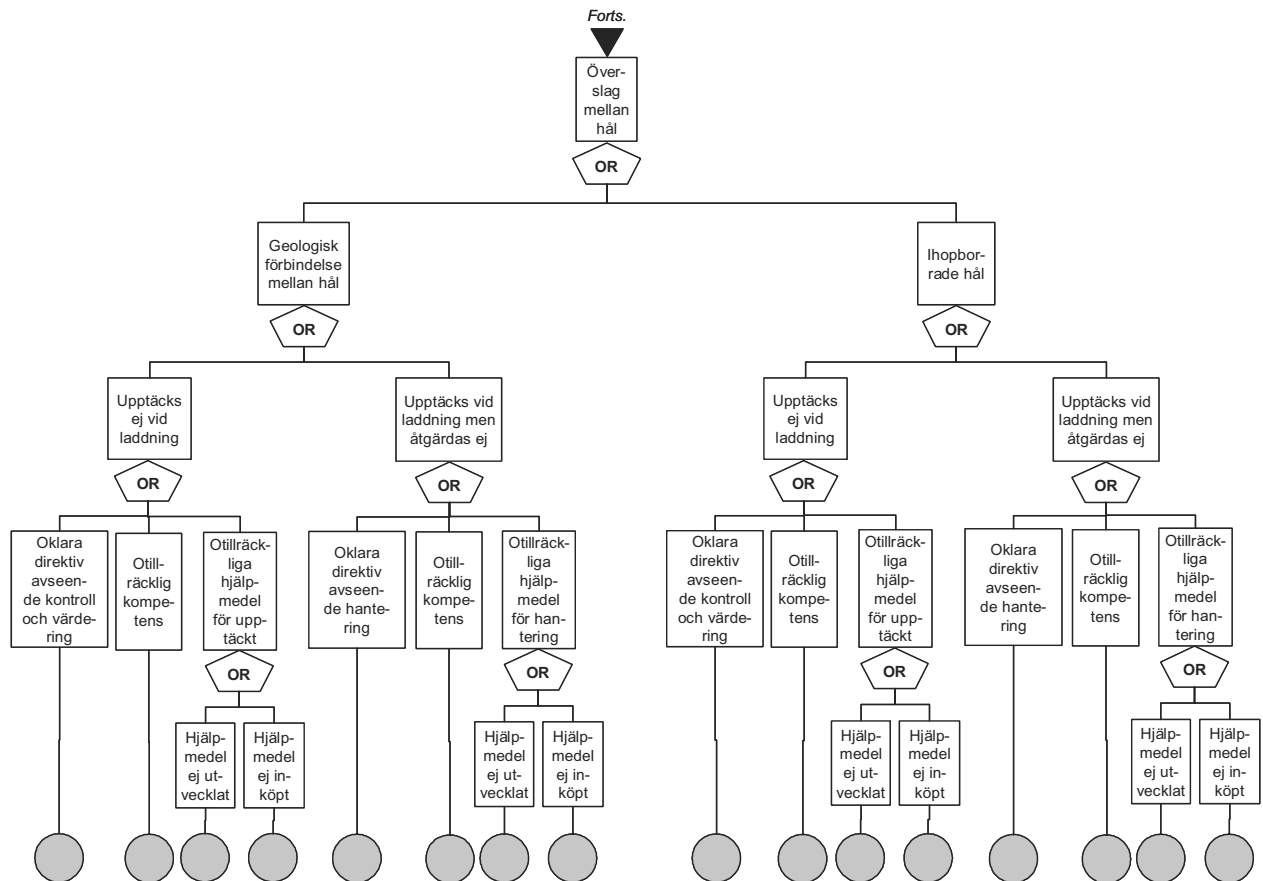 Forts.
Över-
slag
mellan
hål
OR
Geologisk
förbindelse
mellan hål
OR
Ihopbor-
rade hål
OR
Upptäcks
ej vid
laddning
OR
Upptäcks vid
laddning men
åtgärdas ej
OR
Upptäcks
ej vid
laddning
OR
Upptäcks vid
laddning men
åtgärdas ej
OR
Oklara
direktiv
avseen-
de kontroll
och värde-
ring
Otill-
räcklig
kompe-
tens
Otillräck-
liga
hjälp-
medel
för upp-
täckt
OR
Oklara
direktiv
avseen-
de hante-
ring
Otill-
räcklig
kompe-
tens
Otillräck-
liga
hjälp-
medel
för han-
tering
OR
Oklara
direktiv
avseen-
de kontroll
och värde-
ring
Otill-
räcklig
kompe-
tens
Otillräck-
liga
hjälp-
medel
för upp-
täckt
OR
Oklara
direktiv
avseen-
de hante-
ring
Otill-
räcklig
kompe-
tens
Otillräck-
liga
hjälp-
medel
för han-
tering
OR
Hjälp-
medel
ej ut-
vecklat
Hjälp-
medel
ej in-
köpt
Hjälp-
medel
ej ut-
vecklat
Hjälp-
medel
ej in-
köpt
Hjälp-
medel
ej ut-
vecklat
Hjälp-
medel
ej in-
köpt
Hjälp-
medel
ej ut-
vecklat
Hjälp-
medel
ej in-
köpt